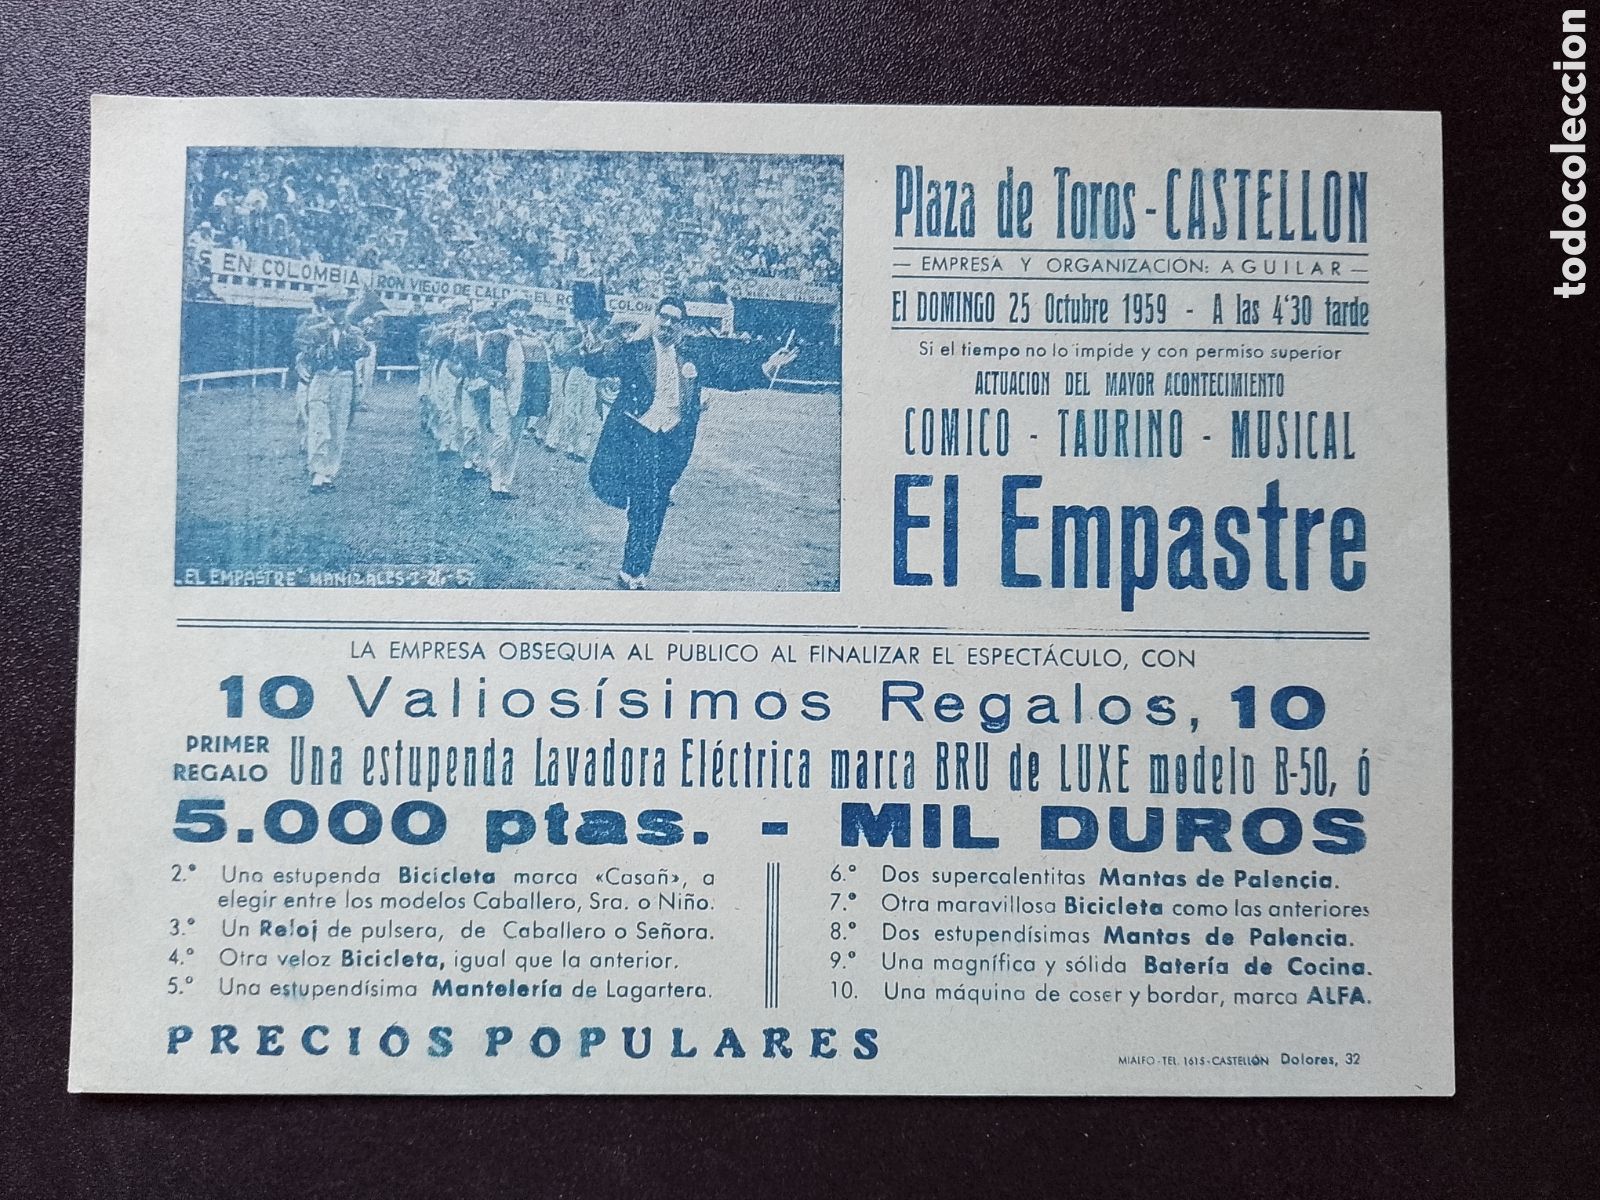 S EN COLOMBIA ¡RON VIEJO DE CALD EL RO COLOM
"EL EMPASTRE" MANIZALES-1-26-57
Plaza de Toros - CASTELLON
— EMPRESA Y ORGANIZACION: AGUILAR —
El DOMINGO 25 Octubre 1959 - A las 4'30 tarde
Si el tiempo no lo impide y con permiso superior
ACTUACION DEL MAYOR ACONTECIMIENTO
COMICO - TAURINO - MUSICAL
El Empastre
LA EMPRESA OBSEQUIA AL PUBLICO AL FINALIZAR EL ESPECTÁCULO, CON
10 Valiosísimos Regalos, 10
PRIMER REGALO Una estupenda Lavadora Eléctrica marca BRU de LUXE modelo B-50, ó
5.000 ptas. - MIL DUROS
2.º Una estupenda Bicicleta marca «Casañ», a
elegir entre los modelos Caballero, Sra. o Niño.
3.º Un Reloj de pulsera, de Caballero o Señora.
4.º Otra veloz Bicicleta, igual que la anterior.
5.º Una estupendísima Mantelería de Lagartera.
6.º Dos supercalentitas Mantas de Palencia.
7.º Otra maravillosa Bicicleta como las anteriores
8.º Dos estupendísimas Mantas de Palencia.
9.º Una magnífica y sólida Batería de Cocina.
10. Una máquina de coser y bordar, marca ALFA.
PRECIOS POPULARES
MIALFO-TEL. 1615-CASTELLÓN Dolores, 32
todocoleccion